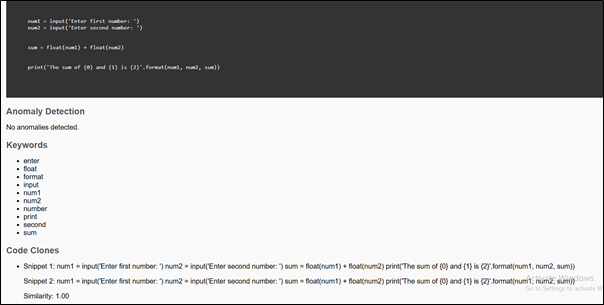 num1 = input('Enter first number: ')
num2 = input('Enter second number: ')
sum = float(num1) + float(num2)
print('The sum of {0} and {1} is {2}'.format(num1, num2, sum))
Anomaly Detection
No anomalies detected.
Keywords
enter
float
format
input
num1
num2
number
print
second
sum
Code Clones
Snippet 1: num1 = input('Enter first number: ') num2 = input('Enter second number: ') sum = float(num1) + float(num2) print('The sum of {0} and {1} is {2}'.format(num1, num2, sum))
Activate Windows
Snippet 2: num1 = input('Enter first number: ') num2 = input('Enter second number: ') sum = float(num1) + float(num2) print('The sum of {0} and {1} is {2}'.format(num1, num2, sum))
Go to Settings to activate W
Similarity: 1.00